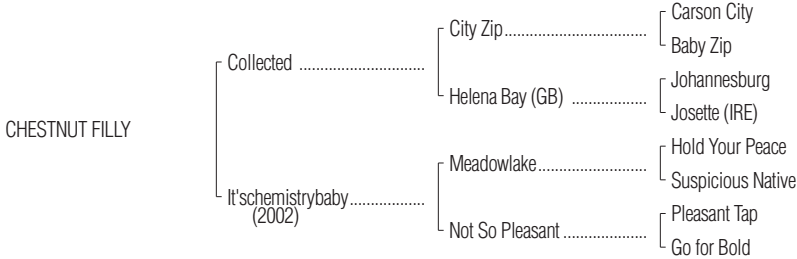 Carson City
City Zip
Baby Zip
Collected
Johannesburg
Helena Bay (GB)
Josette (IRE)
CHESTNUT FILLY
Hold Your Peace
Meadowlake
Suspicious Native
It'schemistrybaby
(2002)
Pleasant Tap
Not So Pleasant
Go for Bold